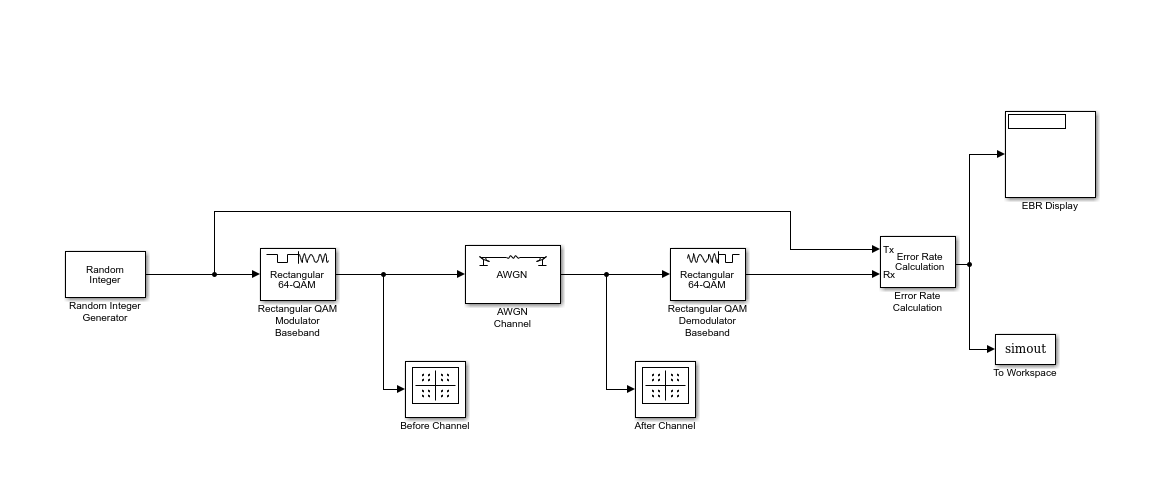 EBR Display
Random
Integer
Random Integer
Generator
Rectangular
64-QAM
Rectangular QAM
Modulator
Baseband
AWGN
AWGN
Channel
Rectangular
64-QAM
Rectangular QAM
Demodulator
Baseband
Tx
Rx
Error Rate
Calculation
Error Rate
Calculation
simout
To Workspace
Before Channel
After Channel